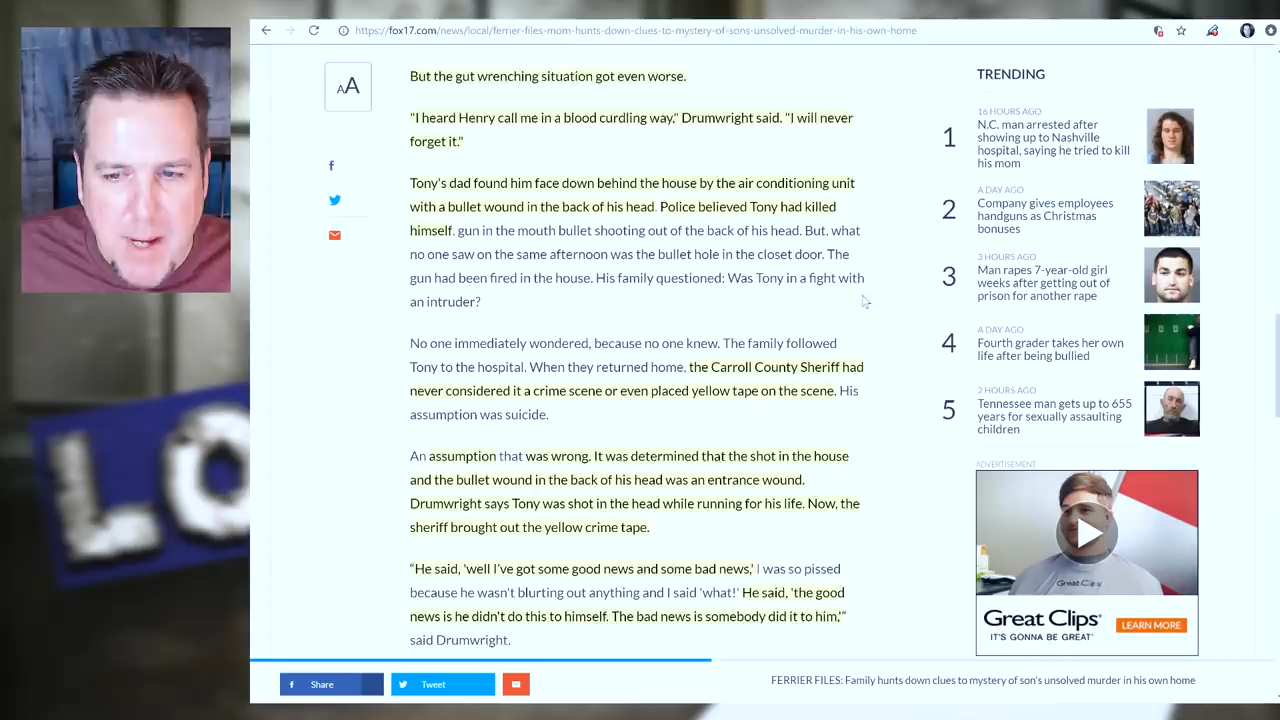 https://fox17.com/news/local/ferrier-files-mom-hunts-down-clues-to-mystery-of-sons-unsolved-murder-in-his-own-home
AA
But the gut wrenching situation got even worse.
"I heard Henry call me in a blood curdling way," Drumwright said. "I will never
forget it."
Tony's dad found him face down behind the house by the air conditioning unit
with a bullet wound in the back of his head. Police believed Tony had killed
himself, gun in the mouth bullet shooting out of the back of his head. But, what
no one saw on the same afternoon was the bullet hole in the closet door. The
gun had been fired in the house. His family questioned: Was Tony in a fight with
an intruder?
No one immediately wondered, because no one knew. The family followed
Tony to the hospital. When they returned home, the Carroll County Sheriff had
never considered it a crime scene or even placed yellow tape on the scene. His
assumption was suicide.
An assumption that was wrong. It was determined that the shot in the house
and the bullet wound in the back of his head was an entrance wound.
Drumwright says Tony was shot in the head while running for his life. Now, the
sheriff brought out the yellow crime tape.
“He said, 'well I've got some good news and some bad news,' I was so pissed
because he wasn't blurting out anything and I said 'what!' He said, 'the good
news is he didn't do this to himself. The bad news is somebody did it to him,'”
said Drumwright.
TRENDING
1
16 HOURS AGO
N.C. man arrested after
showing up to Nashville
hospital, saying he tried to kill
his mom
2
A DAY AGO
Company gives employees
handguns as Christmas
bonuses
3
3 HOURS AGO
Man rapes 7-year-old girl
weeks after getting out of
prison for another rape
4
A DAY AGO
Fourth grader takes her own
life after being bullied
5
2 HOURS AGO
Tennessee man gets up to 655
years for sexually assaulting
children
ADVERTISEMENT
Great Clips
Great Clips®
IT'S GONNA BE GREAT®
LEARN MORE
f Share
Tweet
FERRIER FILES: Family hunts down clues to mystery of son's unsolved murder in his own home
LO